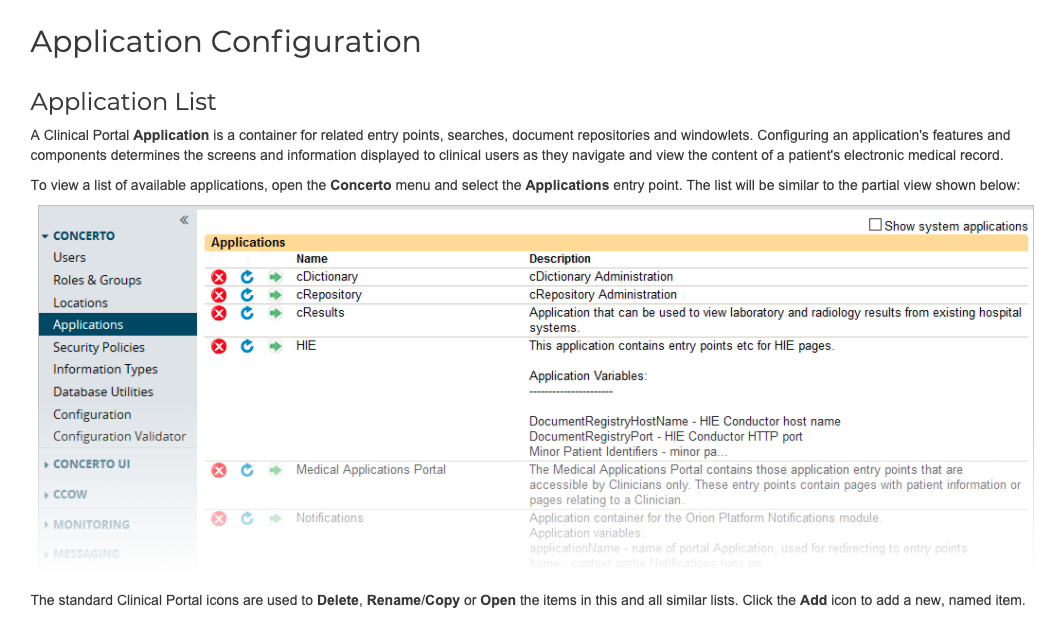 Application Configuration
Application List
A Clinical Portal Application is a container for related entry points, searches, document repositories and windowlets. Configuring an application's features and
components determines the screens and information displayed to clinical users as they navigate and view the content of a patient's electronic medical record.
To view a list of available applications, open the Concerto menu and select the Applications entry point. The list will be similar to the partial view shown below:
«
CONCERTO
Users
Roles & Groups
Locations
Applications
Security Policies
Information Types
Database Utilities
Configuration
Configuration Validator
CONCERTO UI
CCOW
MONITORING
MESSAGING
Show system applications
Applications
Name Description
cDictionary cDictionary Administration
cRepository cRepository Administration
cResults Application that can be used to view laboratory and radiology results from existing hospital
systems.
HIE This application contains entry points etc for HIE pages.
Application Variables:
----------------------
DocumentRegistryHostName - HIE Conductor host name
DocumentRegistryPort - HIE Conductor HTTP port
Minor Patient Identifiers - minor pa...
Medical Applications Portal The Medical Applications Portal contains those application entry points that are
accessible by Clinicians only. These entry points contain pages with patient information or
pages relating to a Clinician.
Notifications Application container for the Orion Platform Notifications module.
Application variables:
applicationName - name of portal Application, used for redirecting to entry points
home - context pathe Notifications runs on
The standard Clinical Portal icons are used to Delete, Rename/Copy or Open the items in this and all similar lists. Click the Add icon to add a new, named item.